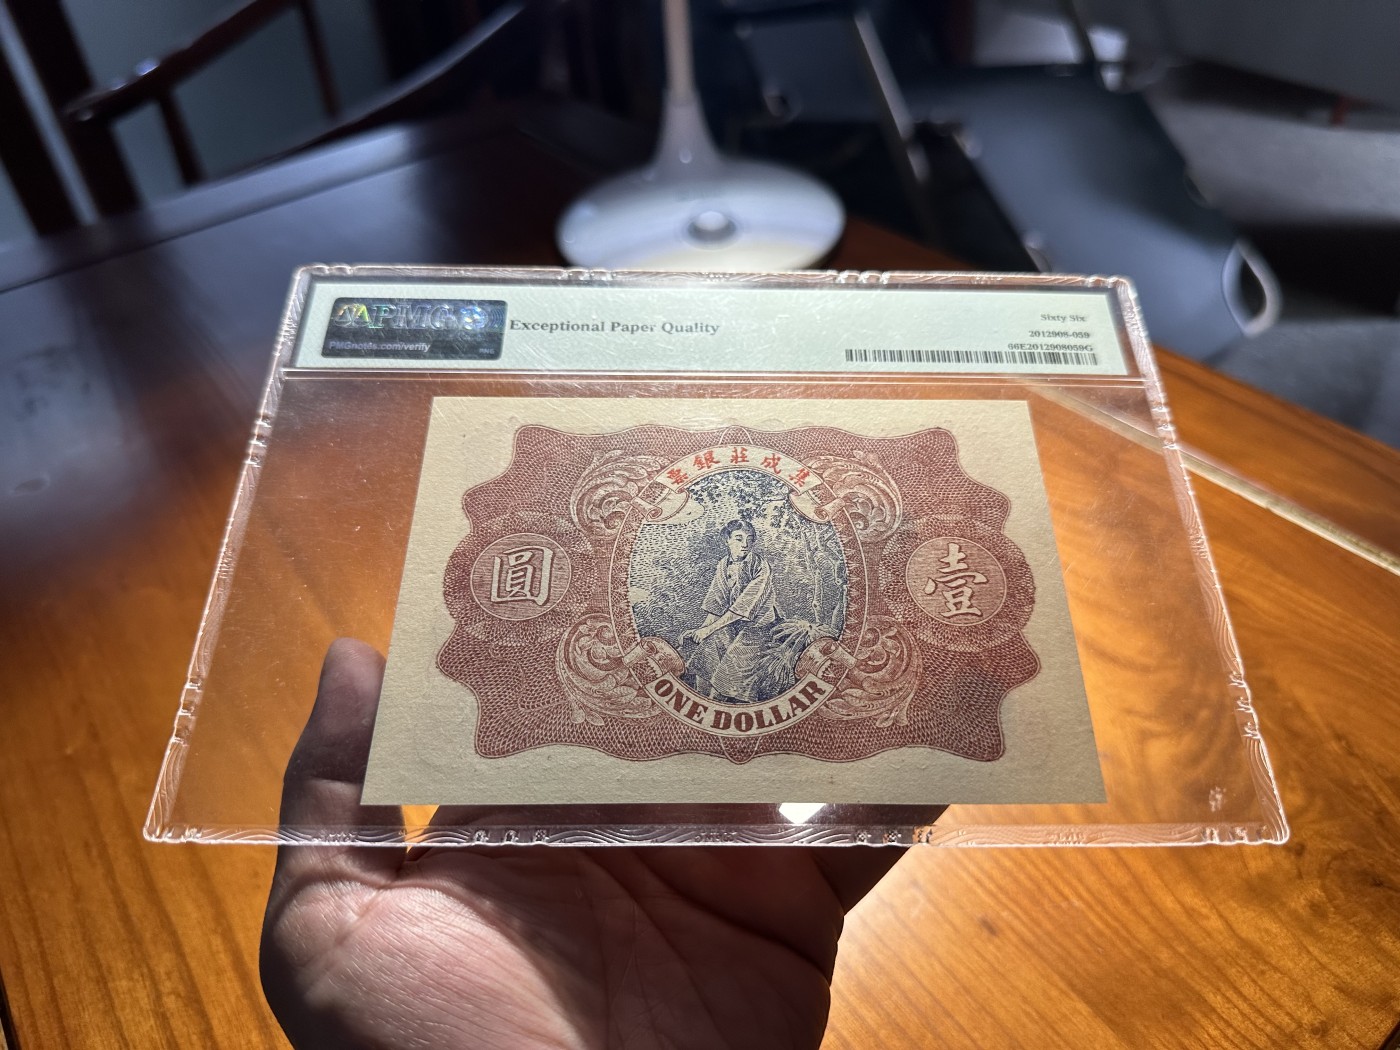 PMG
PMGnotes.com/verify
Exceptional Paper Quality
Sixty Six
2012908-059
66E2012908059G
票銀莊成集
圓
壹
ONE DOLLAR